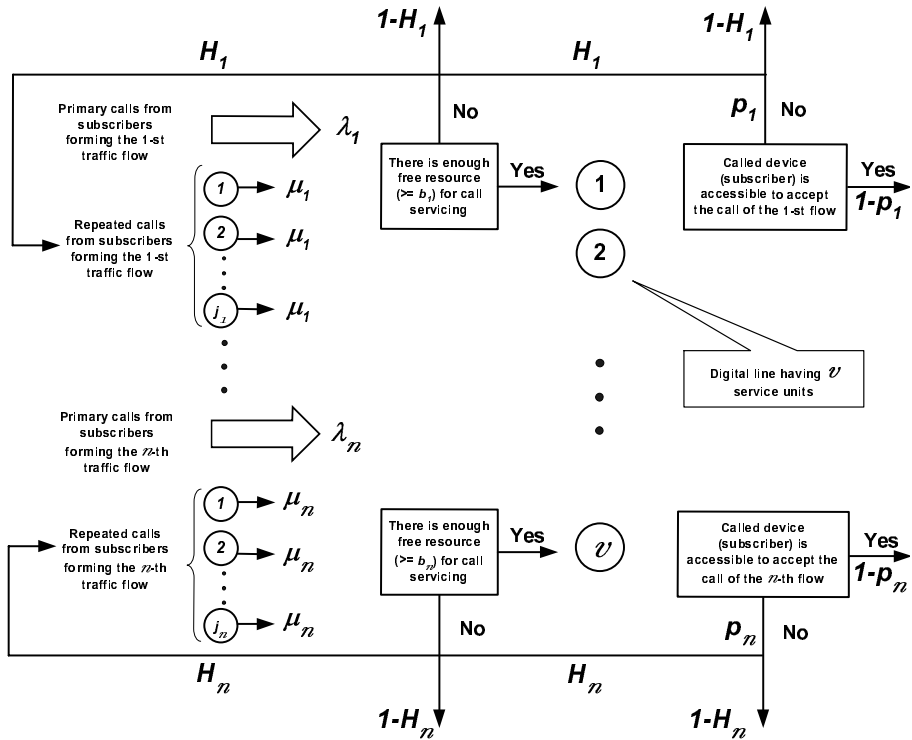 1-H1
1-H1
H1
H1
Primary calls from
subscribers
forming the 1-st
traffic flow
λ1
No
p1
No
There is enough
free resource
(>= b1) for call
servicing
Yes
1
Called device
(subscriber) is
accessible to accept
the call of the 1-st flow
Yes
1-p1
Repeated calls
from subscribers
forming the 1-st
traffic flow
1
μ1
2
μ1
j1
μ1
2
Digital line having v
service units
Primary calls from
subscribers
forming the n-th
traffic flow
λn
Repeated calls
from subscribers
forming the n-th
traffic flow
1
μn
2
μn
jn
μn
There is enough
free resource
(>= bn) for call
servicing
Yes
v
Called device
(subscriber) is
accessible to accept the
call of the n-th flow
Yes
1-pn
No
pn
No
Hn
Hn
1-Hn
1-Hn